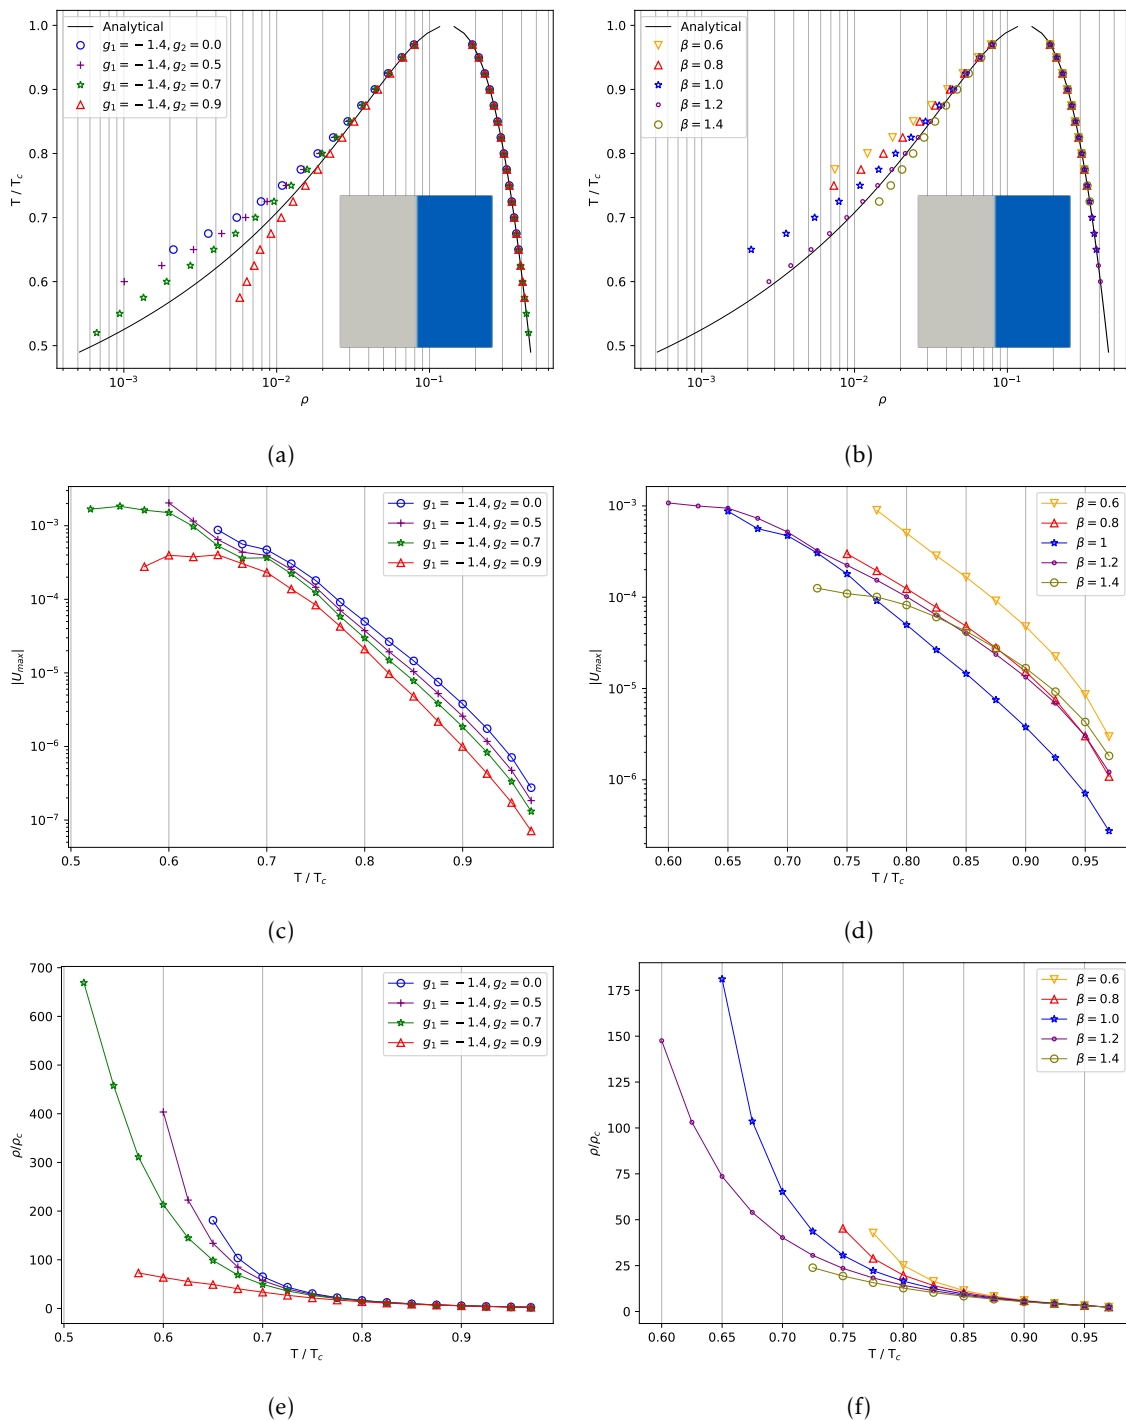 1.0
0.9
0.8
0.7
0.6
0.5
T / T_c
Analytical
g₁ = −1.4, g₂ = 0.0
g₁ = −1.4, g₂ = 0.5
g₁ = −1.4, g₂ = 0.7
g₁ = −1.4, g₂ = 0.9
10⁻³ 10⁻² 10⁻¹
ρ
(a)
1.0
0.9
0.8
0.7
0.6
0.5
T / T_c
Analytical
β = 0.6
β = 0.8
β = 1.0
β = 1.2
β = 1.4
10⁻³ 10⁻² 10⁻¹
ρ
(b)
10⁻³
10⁻⁴
10⁻⁵
10⁻⁶
10⁻⁷
|U_max|
g₁ = −1.4, g₂ = 0.0
g₁ = −1.4, g₂ = 0.5
g₁ = −1.4, g₂ = 0.7
g₁ = −1.4, g₂ = 0.9
0.5 0.6 0.7 0.8 0.9
T / T_c
(c)
10⁻³
10⁻⁴
10⁻⁵
10⁻⁶
|U_max|
β = 0.6
β = 0.8
β = 1
β = 1.2
β = 1.4
0.60 0.65 0.70 0.75 0.80 0.85 0.90 0.95
T / T_c
(d)
700
600
500
400
300
200
100
0
ρ/ρ_c
g₁ = −1.4, g₂ = 0.0
g₁ = −1.4, g₂ = 0.5
g₁ = −1.4, g₂ = 0.7
g₁ = −1.4, g₂ = 0.9
0.5 0.6 0.7 0.8 0.9
T / T_c
(e)
175
150
125
100
75
50
25
0
ρ/ρ_c
β = 0.6
β = 0.8
β = 1.0
β = 1.2
β = 1.4
0.60 0.65 0.70 0.75 0.80 0.85 0.90 0.95
T / T_c
(f)